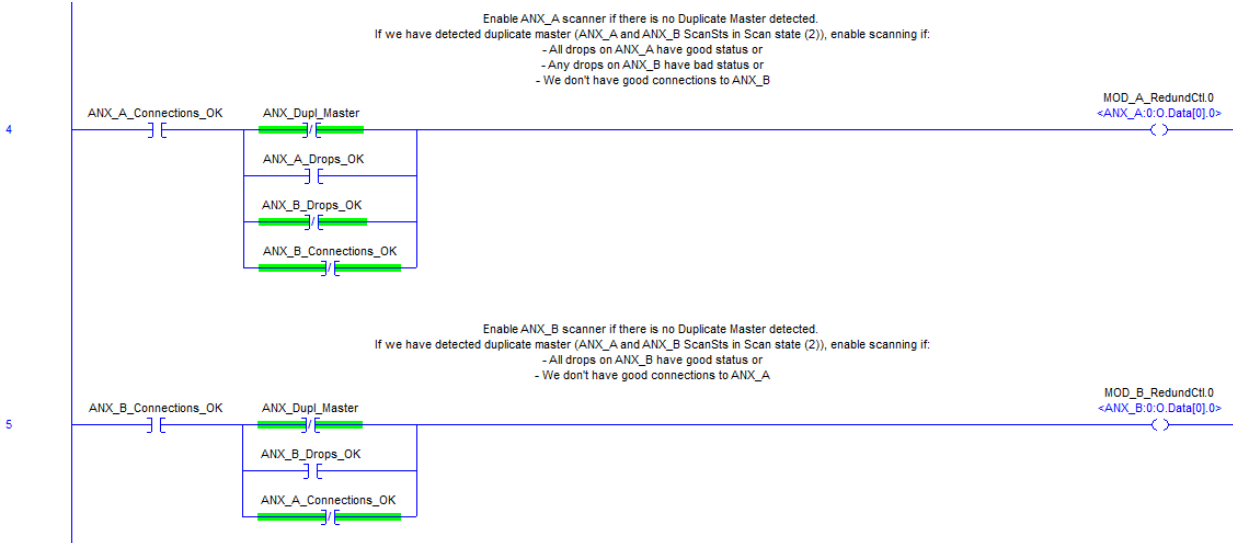 Enable ANX_A scanner if there is no Duplicate Master detected.
If we have detected duplicate master (ANX_A and ANX_B ScanSts in Scan state (2)), enable scanning if:
- All drops on ANX_A have good status or
- Any drops on ANX_B have bad status or
- We don't have good connections to ANX_B
MOD_A_RedundCtl.0
<ANX_A:0:O.Data[0].0>
ANX_A_Connections_OK
ANX_Dupl_Master
4
ANX_A_Drops_OK
ANX_B_Drops_OK
ANX_B_Connections_OK
Enable ANX_B scanner if there is no Duplicate Master detected.
If we have detected duplicate master (ANX_A and ANX_B ScanSts in Scan state (2)), enable scanning if:
- All drops on ANX_B have good status or
- We don't have good connections to ANX_A
MOD_B_RedundCtl.0
<ANX_B:0:O.Data[0].0>
ANX_B_Connections_OK
ANX_Dupl_Master
5
ANX_B_Drops_OK
ANX_A_Connections_OK